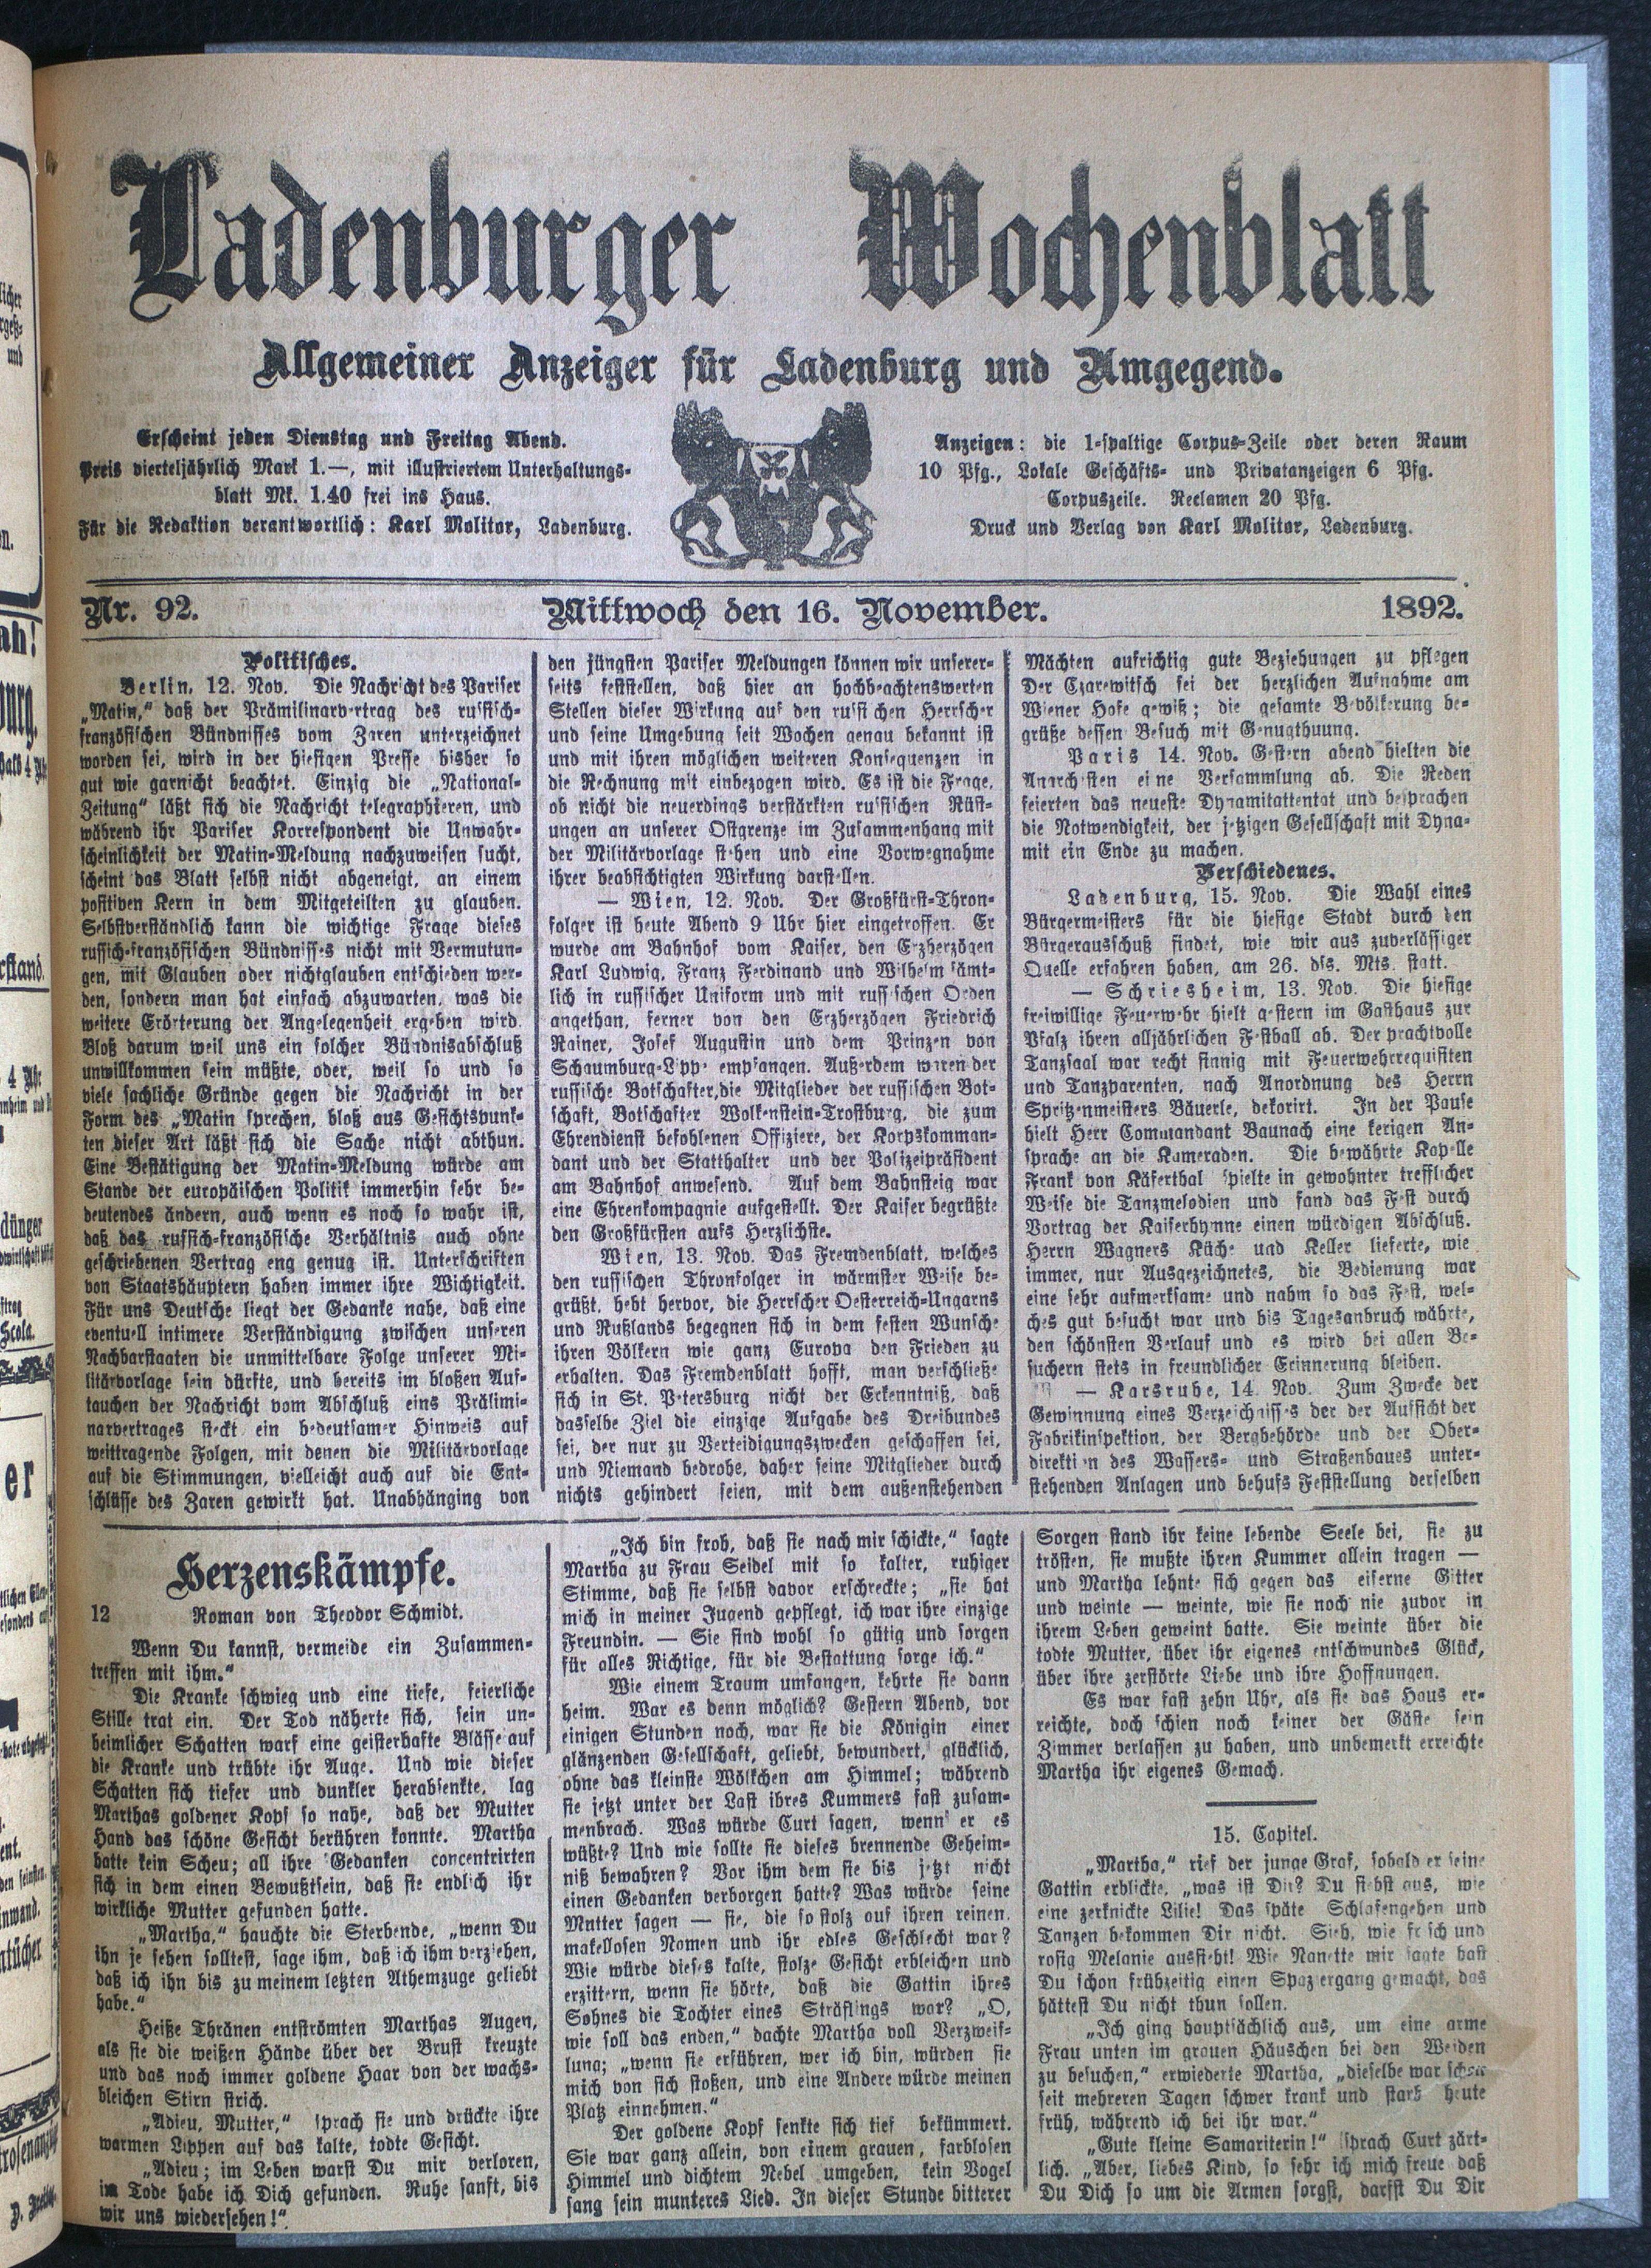 Ladenburger Wochenblatt
Allgemeiner Anzeiger für Ladenburg und Umgegend.
Erscheint jeden Dienstag und Freitag Abend.
Preis vierteljährlich Mark 1.—, mit illustriertem Unterhaltungs-
blatt Mk. 1.40 frei ins Haus.
Für die Redaktion verantwortlich: Karl Molitor, Ladenburg.
Anzeigen: die 1-spaltige Corpus-Zeile oder deren Raum
10 Pfg., Lokale Geschäfts- und Privatanzeigen 6 Pfg.
Corpuszeile. Reclamen 20 Pfg.
Druck und Verlag von Karl Molitor, Ladenburg.
Nr. 92. Mittwoch den 16. November. 1892.
Politisches.
Berlin, 12. Nov. Die Nachricht des Pariser
„Matin,“ daß der Prämilinarvertrag des russisch-
französischen Bündnisses vom Zaren unterzeichnet
worden sei, wird in der hiesigen Presse bisher so
gut wie garnicht beachtet. Einzig die „National-
Zeitung“ läßt sich die Nachricht telegraphieren, und
während ihr Pariser Korrespondent die Unwahr-
scheinlichkeit der Matin-Meldung nachzuweisen sucht,
scheint das Blatt selbst nicht abgeneigt, an einem
positiven Kern in dem Mitgeteilten zu glauben.
Selbstverständlich kann die wichtige Frage dieses
russisch-französischen Bündnisses nicht mit Vermutun-
gen, mit Glauben oder nichtglauben entschieden wer-
den, sondern man hat einfach abzuwarten, was die
weitere Erörterung der Angelegenheit ergeben wird.
Bloß darum weil uns ein solcher Bündnisabschluß
unwillkommen sein müßte, oder, weil so und so
viele sachliche Gründe gegen die Nachricht in der
Form des „Matin sprechen, bloß aus Gesichtspunk-
ten dieser Art läßt sich die Sache nicht abthun.
Eine Bestätigung der Matin-Meldung würde am
Stande der europäischen Politik immerhin sehr be-
deutendes ändern, auch wenn es noch so wahr ist,
daß das russisch-französische Verhältnis auch ohne
geschriebenen Vertrag eng genug ist. Unterschriften
von Staatshäuptern haben immer ihre Wichtigkeit.
Für uns Deutsche liegt der Gedanke nahe, daß eine
eventuell intimere Verständigung zwischen unseren
Nachbarstaaten die unmittelbare Folge unserer Mi-
litärvorlage sein dürfte, und bereits im bloßen Auf-
tauchen der Nachricht vom Abschluß eins Prälimi-
narvertrages steckt ein bedeutsamer Hinweis auf
weittragende Folgen, mit denen die Militärvorlage
auf die Stimmungen, vielleicht auch auf die Ent-
schlüsse des Zaren gewirkt hat. Unabhänging von
den jüngsten Pariser Meldungen können wir unserer-
seits feststellen, daß hier an hochbeachtenswerten
Stellen dieser Wirkung auf den russischen Herrscher
und seine Umgebung seit Wochen genau bekannt ist
und mit ihren möglichen weiteren Konsequenzen in
die Rechnung mit einbezogen wird. Es ist die Frage,
ob nicht die neuerdings verstärkten russischen Rüst-
ungen an unserer Ostgrenze im Zusammenhang mit
der Militärvorlage stehen und eine Vorwegnahme
ihrer beabsichtigten Wirkung darstellen.
— Wien, 12. Nov. Der Großfürst-Thron-
folger ist heute Abend 9 Uhr hier eingetroffen. Er
wurde am Bahnhof vom Kaiser, den Erzherzögen
Karl Ludwig, Franz Ferdinand und Wilhelm sämt-
lich in russischer Uniform und mit russischen Orden
angethan, ferner von den Erzherzögen Friedrich
Rainer, Josef Augustin und dem Prinzen von
Schaumburg-Lippe empfangen. Außerdem waren der
russische Botschafter, die Mitglieder der russischen Bot-
schaft, Botschafter Wolkenstein-Trostburg, die zum
Ehrendienst befohlenen Offiziere, der Korpskomman-
dant und der Statthalter und der Polizeipräsident
am Bahnhof anwesend. Auf dem Bahnsteig war
eine Ehrenkompagnie aufgestellt. Der Kaiser begrüßte
den Großfürsten aufs Herzlichste.
Wien, 13. Nov. Das Fremdenblatt, welches
den russischen Thronfolger in wärmster Weise be-
grüßt, hebt hervor, die Herrscher Oesterreich-Ungarns
und Rußlands begegnen sich in dem festen Wunsche
ihren Völkern wie ganz Europa den Frieden zu
erhalten. Das Fremdenblatt hofft, man verschließe
sich in St. Petersburg nicht der Erkenntniß, daß
dasselbe Ziel die einzige Aufgabe des Dreibundes
sei, der nur zu Verteidigungszwecken geschaffen sei,
und Niemand bedrohe, daher seine Mitglieder durch
nichts gehindert seien, mit dem außenstehenden
Mächten aufrichtig gute Beziehungen zu pflegen
Der Czarewitsch sei der herzlichen Aufnahme am
Wiener Hofe gewiß; die gesamte Bevölkerung be-
grüße dessen Besuch mit Genugthuung.
Paris 14. Nov. Gestern abend hielten die
Anarchisten eine Versammlung ab. Die Reden
feierten das neueste Dynamitattentat und besprachen
die Notwendigkeit, der jetzigen Gesellschaft mit Dyna-
mit ein Ende zu machen.
Verschiedenes.
Ladenburg, 15. Nov. Die Wahl eines
Bürgermeisters für die hiesige Stadt durch den
Bürgerausschuß findet, wie wir aus zuverlässiger
Quelle erfahren haben, am 26. dss. Mts. statt.
— Schriesheim, 13. Nov. Die hiesige
freiwillige Feuerwehr hielt gestern im Gasthaus zur
Pfalz ihren alljährlichen Festball ab. Der prachtvolle
Tanzsaal war recht sinnig mit Feuerwehrrequisiten
und Tanzparenten, nach Anordnung des Herrn
Spritzenmeisters Bäuerle, dekorirt. In der Pause
hielt Herr Commandant Baunach eine kerigen An-
sprache an die Kameraden. Die bewährte Kapelle
Frank von Käferthal spielte in gewohnter trefflicher
Weise die Tanzmelodien und fand das Fest durch
Vortrag der Kaiserhymne einen würdigen Abschluß.
Herrn Wagners Küche und Keller lieferte, wie
immer, nur Ausgezeichnetes, die Bedienung war
eine sehr aufmerksame und nahm so das Fest, wel-
ches gut besucht war und bis Tagesanbruch währte,
den schönsten Verlauf und es wird bei allen Be-
suchern stets in freundlicher Erinnerung bleiben.
— Karsruhe, 14. Nov. Zum Zwecke der
Gewinnung eines Verzeichnisses der der Aufsicht der
Fabrikinspektion, der Bergbehörde und der Ober-
direktion des Wassers- und Straßenbaues unter-
stehenden Anlagen und behufs Feststellung derselben
Herzenskämpfe.
12 Roman von Theodor Schmidt.
Wenn Du kannst, vermeide ein Zusammen-
treffen mit ihm.“
Die Kranke schwieg und eine tiefe, feierliche
Stille trat ein. Der Tod näherte sich, sein un-
heimlicher Schatten warf eine geisterhafte Blässe auf
die Kranke und trübte ihr Auge. Und wie dieser
Schatten sich tiefer und dunkler herabsenkte, lag
Marthas goldener Kopf so nahe, daß der Mutter
Hand das schöne Gesicht berühren konnte. Martha
hatte kein Scheu; all ihre Gedanken concentrirten
sich in dem einen Bewußtsein, daß sie endlich ihr
wirkliche Mutter gefunden hatte.
„Martha,“ hauchte die Sterbende, „wenn Du
ihn je sehen solltest, sage ihm, daß ich ihm verziehen,
daß ich ihn bis zu meinem letzten Athemzuge geliebt
habe.“
Heiße Thränen entströmten Marthas Augen,
als sie die weißen Hände über der Brust kreuzte
und das noch immer goldene Haar von der wachs-
bleichen Stirn strich.
„Adieu, Mutter,“ sprach sie und drückte ihre
warmen Lippen auf das kalte, todte Gesicht.
„Adieu; im Leben warst Du mir verloren,
im Tode habe ich Dich gefunden. Ruhe sanft, bis
wir uns wiedersehen!“
„Ich bin froh, daß sie nach mir schickte,“ sagte
Martha zu Frau Seidel mit so kalter, ruhiger
Stimme, daß sie selbst davor erschreckte; „sie hat
mich in meiner Jugend gepflegt, ich war ihre einzige
Freundin. — Sie sind wohl so gütig und sorgen
für alles Richtige, für die Bestattung sorge ich.“
Wie einem Traum umfangen, kehrte sie dann
heim. War es denn möglich? Gestern Abend, vor
einigen Stunden noch, war sie die Königin einer
glänzenden Gesellschaft, geliebt, bewundert, glücklich,
ohne das kleinste Wölkchen am Himmel; während
sie jetzt unter der Last ihres Kummers fast zusam-
menbrach. Was würde Curt sagen, wenn er es
wüßte? Und wie sollte sie dieses brennende Geheim-
niß bewahren? Vor ihm dem sie bis jetzt nicht
einen Gedanken verborgen hatte? Was würde seine
Mutter sagen — sie, die so stolz auf ihren reinen,
makellosen Namen und ihr edles Geschlecht war?
Wie würde dieses kalte, stolze Gesicht erbleichen und
erzittern, wenn sie hörte, daß die Gattin ihres
Sohnes die Tochter eines Sträflings war? „O,
wie soll das enden,“ dachte Martha voll Verzweif-
lung; „wenn sie erführen, wer ich bin, würden sie
mich von sich stoßen, und eine Andere würde meinen
Platz einnehmen.“
Der goldene Kopf senkte sich tief bekümmert.
Sie war ganz allein, von einem grauen, farblosen
Himmel und dichtem Nebel umgeben, kein Vogel
sang sein munteres Lied. In dieser Stunde bitterer
Sorgen stand ihr keine lebende Seele bei, sie zu
trösten, sie mußte ihren Kummer allein tragen —
und Martha lehnte sich gegen das eiserne Gitter
und weinte — weinte, wie sie noch nie zuvor in
ihrem Leben geweint hatte. Sie weinte über die
todte Mutter, über ihr eigenes entschwundes Glück,
über ihre zerstörte Liebe und ihre Hoffnungen.
Es war fast zehn Uhr, als sie das Haus er-
reichte, doch schien noch keiner der Gäste sein
Zimmer verlassen zu haben, und unbemerkt erreichte
Martha ihr eigenes Gemach.
15. Capitel.
„Martha,“ rief der junge Graf, sobald er seine
Gattin erblickte, „was ist Dir? Du siehst aus, wie
eine zerknickte Lilie! Das späte Schlafengehen und
Tanzen bekommen Dir nicht. Sieh, wie frisch und
rosig Melanie aussieht! Wie Nanette mir sagte hast
Du schon frühzeitig einen Spaziergang gemacht, das
hättest Du nicht thun sollen.
„Ich ging hauptsächlich aus, um eine arme
Frau unten im grauen Häuschen bei den Weiden
zu besuchen,“ erwiederte Martha, „dieselbe war schon
seit mehreren Tagen schwer krank und starb heute
früh, während ich bei ihr war.“
„Gute kleine Samariterin!“ sprach Curt zärt-
lich. „Aber, liebes Kind, so sehr ich mich freue daß
Du Dich so um die Armen sorgst, darfst Du Dir